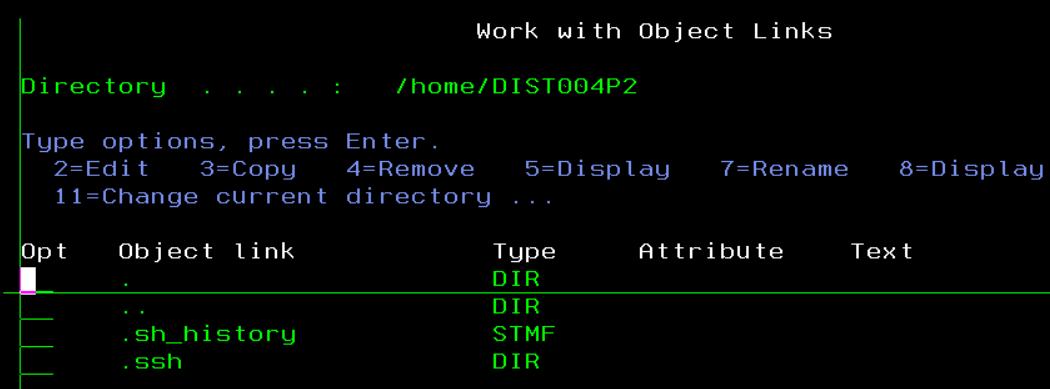 Work with Object Links
Directory . . . . : /home/DIST004P2
Type options, press Enter.
2=Edit 3=Copy 4=Remove 5=Display 7=Rename 8=Display
11=Change current directory ...
Opt Object link Type Attribute Text
. DIR
.. DIR
.sh_history STMF
.ssh DIR